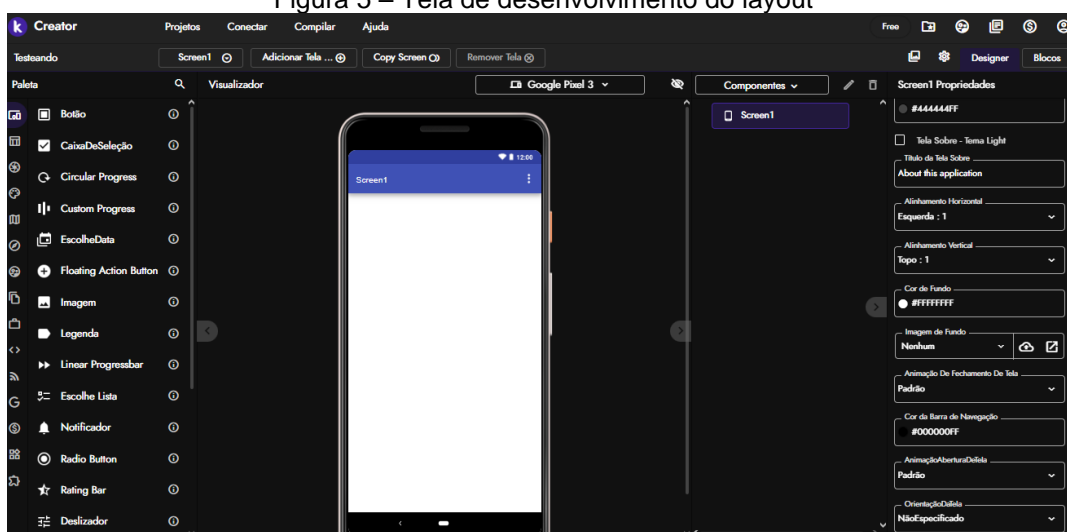 Figura 5 – Tela de desenvolvimento do layout
Creator
Projetos
Conectar
Compilar
Ajuda
Free
Testeando
Screen1
Adicionar Tela ...
Copy Screen
Remover Tela
Designer
Blocos
Paleta
Visualizador
Google Pixel 3
Componentes
Screen1 Propriedades
Botão
CaixaDeSeleção
Circular Progress
Custom Progress
EscolheData
Floating Action Button
Imagem
Legenda
Linear Progressbar
Escolhe Lista
Notificador
Radio Button
Rating Bar
Deslizador
12:00
Screen1
Screen1
#444444FF
Tela Sobre - Tema Light
Título da Tela Sobre
About this application
Alinhamento Horizontal
Esquerda : 1
Alinhamento Vertical
Topo : 1
Cor de Fundo
#FFFFFFFF
Imagem de Fundo
Nenhum
Animação De Fechamento De Tela
Padrão
Cor da Barra de Navegação
#000000FF
AnimaçãoAberturaDeTela
Padrão
OrientaçãoDaTela
NãoEspecificado